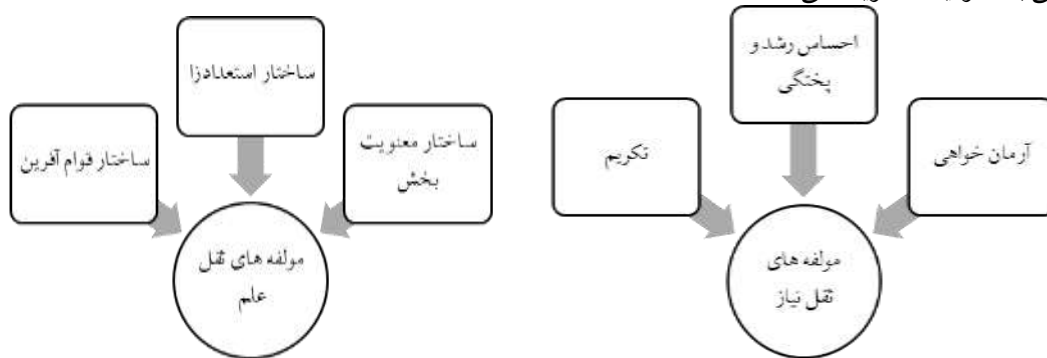 احساس رشد و
پختگی
آرمان خواهی
تکریم
مولفه های
ثقل نیاز
ساختار استعدادزا
ساختار معنویت
بخش
ساختار قوام آفرین
مولفه های ثقل
علم